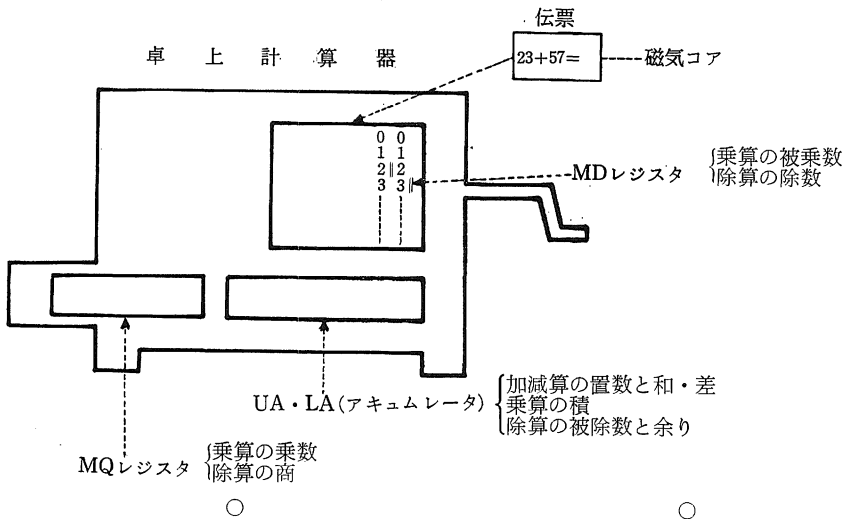 伝票
卓上計算器
23+57=
磁気コア
0 0
1 1
2 2
3 3
MDレジスタ
乗算の被乗数
除算の除数
UA・LA(アキュムレータ)
加減算の置数と和・差
乗算の積
除算の被除数と余り
MQレジスタ
乗算の乗数
除算の商